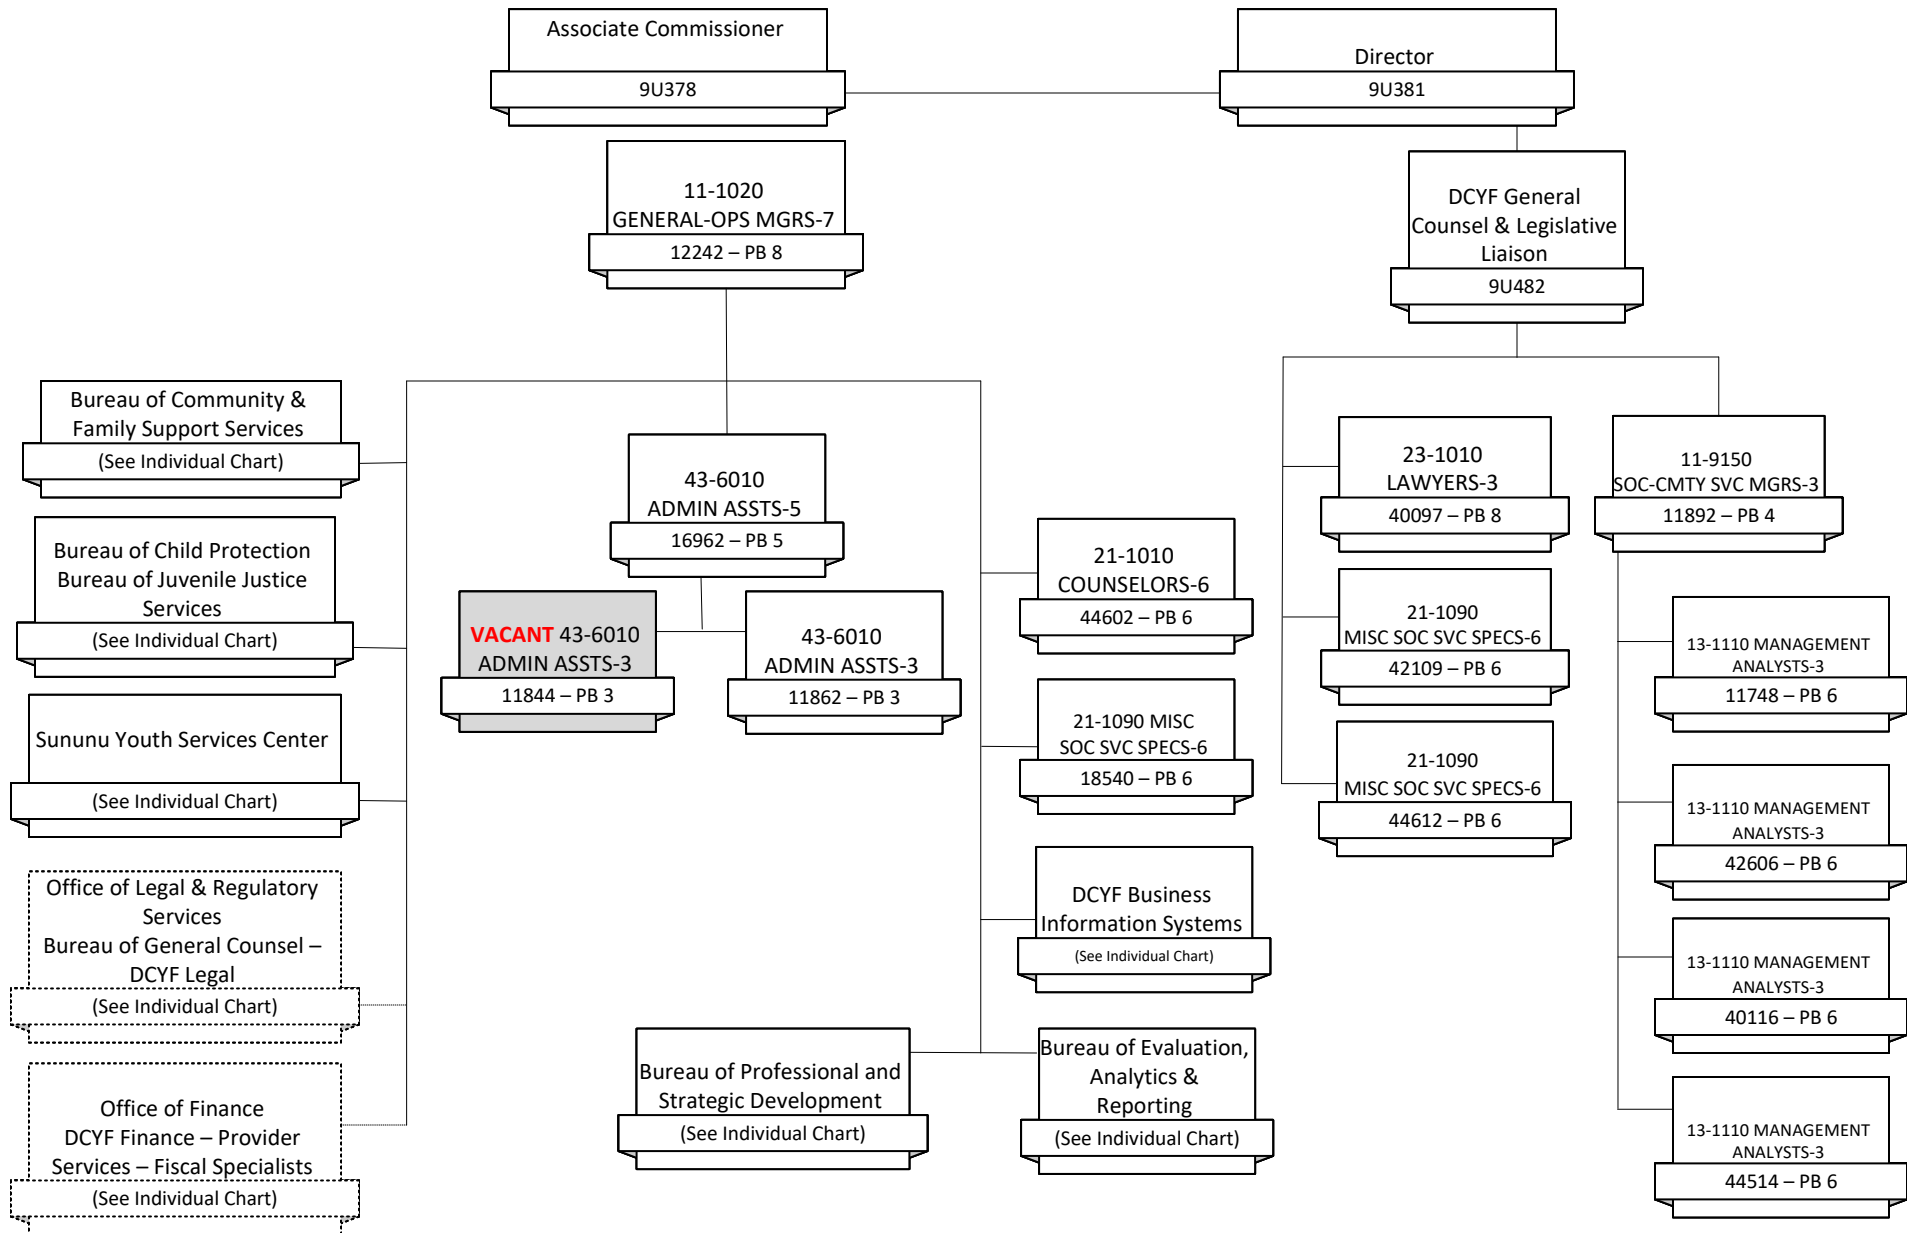 Associate Commissioner
9U378
Director
9U381
11-1020
GENERAL-OPS MGRS-7
12242 – PB 8
DCYF General
Counsel & Legislative
Liaison
9U482
Bureau of Community &
Family Support Services
(See Individual Chart)
Bureau of Child Protection
Bureau of Juvenile Justice
Services
(See Individual Chart)
Sununu Youth Services Center
(See Individual Chart)
Office of Legal & Regulatory
Services
Bureau of General Counsel –
DCYF Legal
(See Individual Chart)
Office of Finance
DCYF Finance – Provider
Services – Fiscal Specialists
(See Individual Chart)
43-6010
ADMIN ASSTS-5
16962 – PB 5
VACANT 43-6010
ADMIN ASSTS-3
11844 – PB 3
43-6010
ADMIN ASSTS-3
11862 – PB 3
21-1010
COUNSELORS-6
44602 – PB 6
21-1090 MISC
SOC SVC SPECS-6
18540 – PB 6
DCYF Business
Information Systems
(See Individual Chart)
Bureau of Professional and
Strategic Development
(See Individual Chart)
Bureau of Evaluation,
Analytics &
Reporting
(See Individual Chart)
23-1010
LAWYERS-3
40097 – PB 8
21-1090
MISC SOC SVC SPECS-6
42109 – PB 6
21-1090
MISC SOC SVC SPECS-6
44612 – PB 6
11-9150
SOC-CMTY SVC MGRS-3
11892 – PB 4
13-1110 MANAGEMENT
ANALYSTS-3
11748 – PB 6
13-1110 MANAGEMENT
ANALYSTS-3
42606 – PB 6
13-1110 MANAGEMENT
ANALYSTS-3
40116 – PB 6
13-1110 MANAGEMENT
ANALYSTS-3
44514 – PB 6